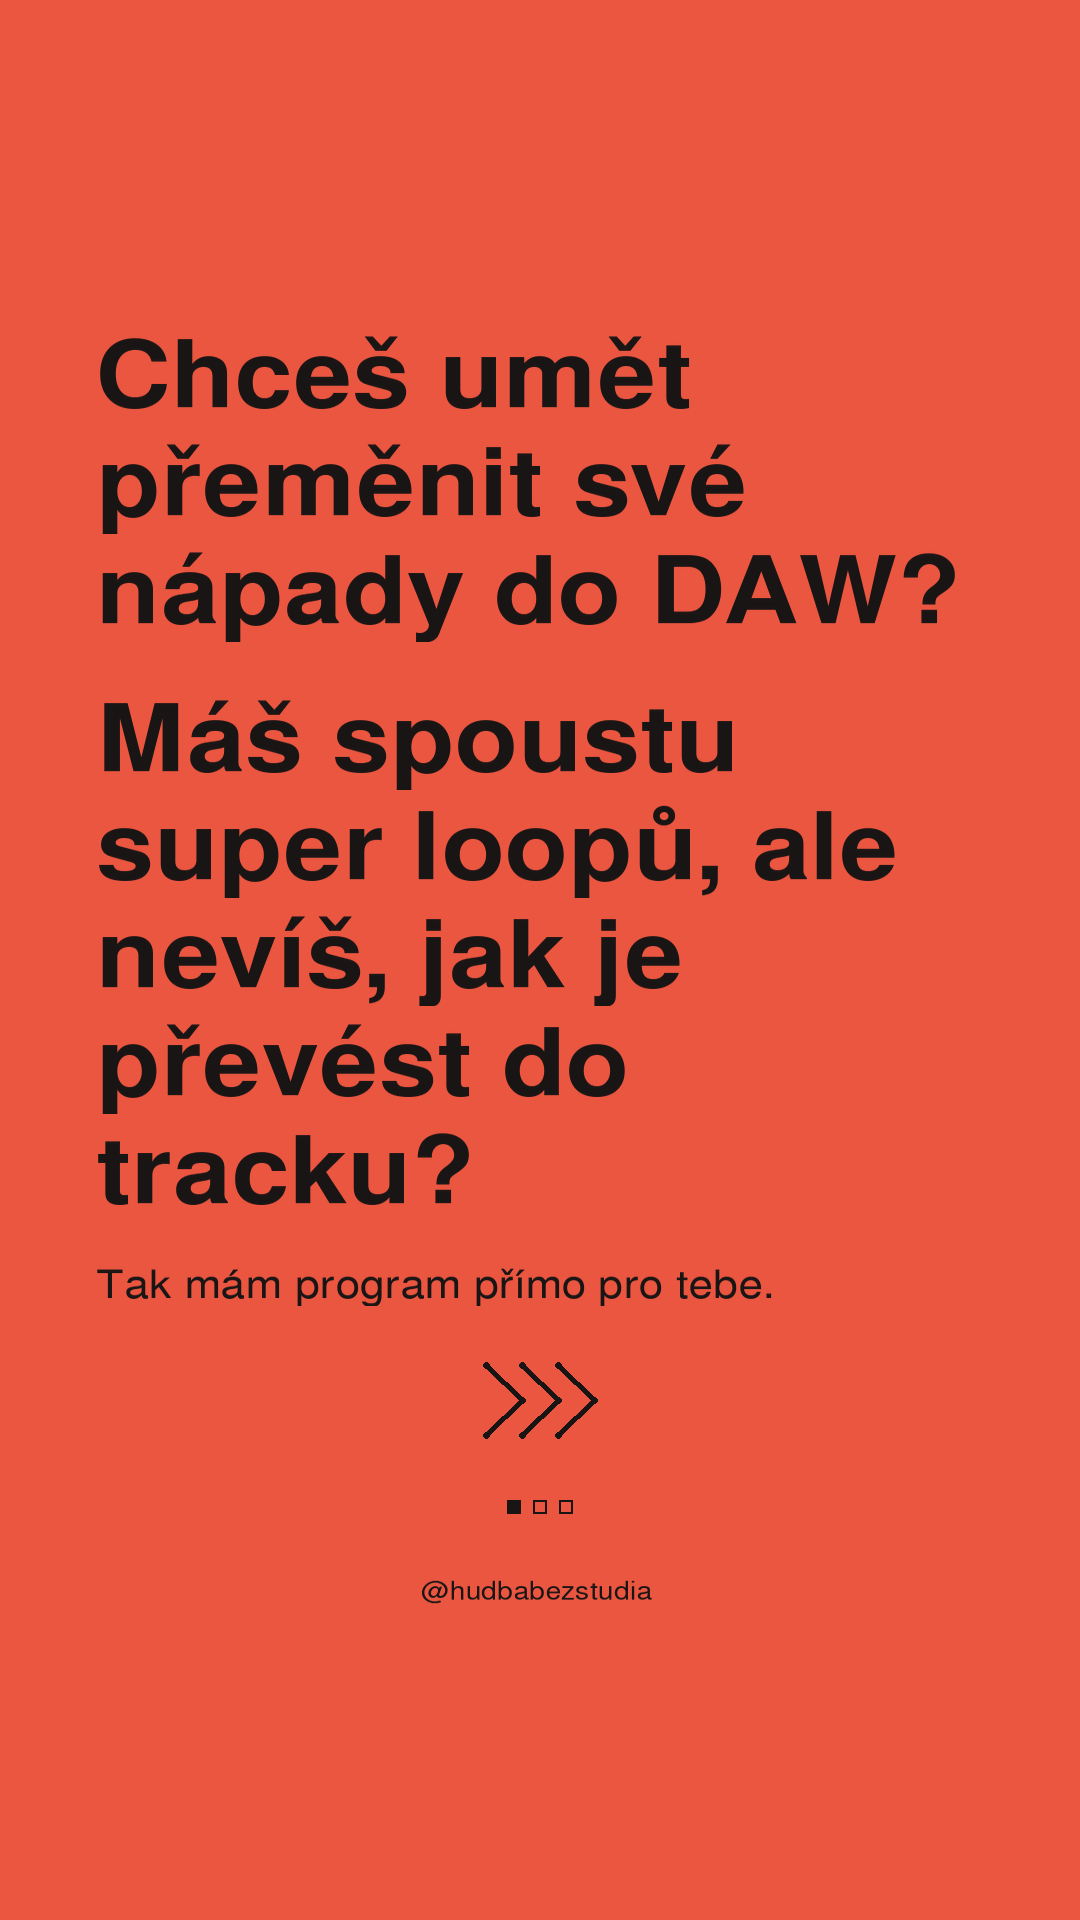 Chceš umět
přeměnit své
nápady do DAW?
Máš spoustu
super loopů, ale
nevíš, jak je
převést do
tracku?
Tak mám program přímo pro tebe.
@hudbabezstudia